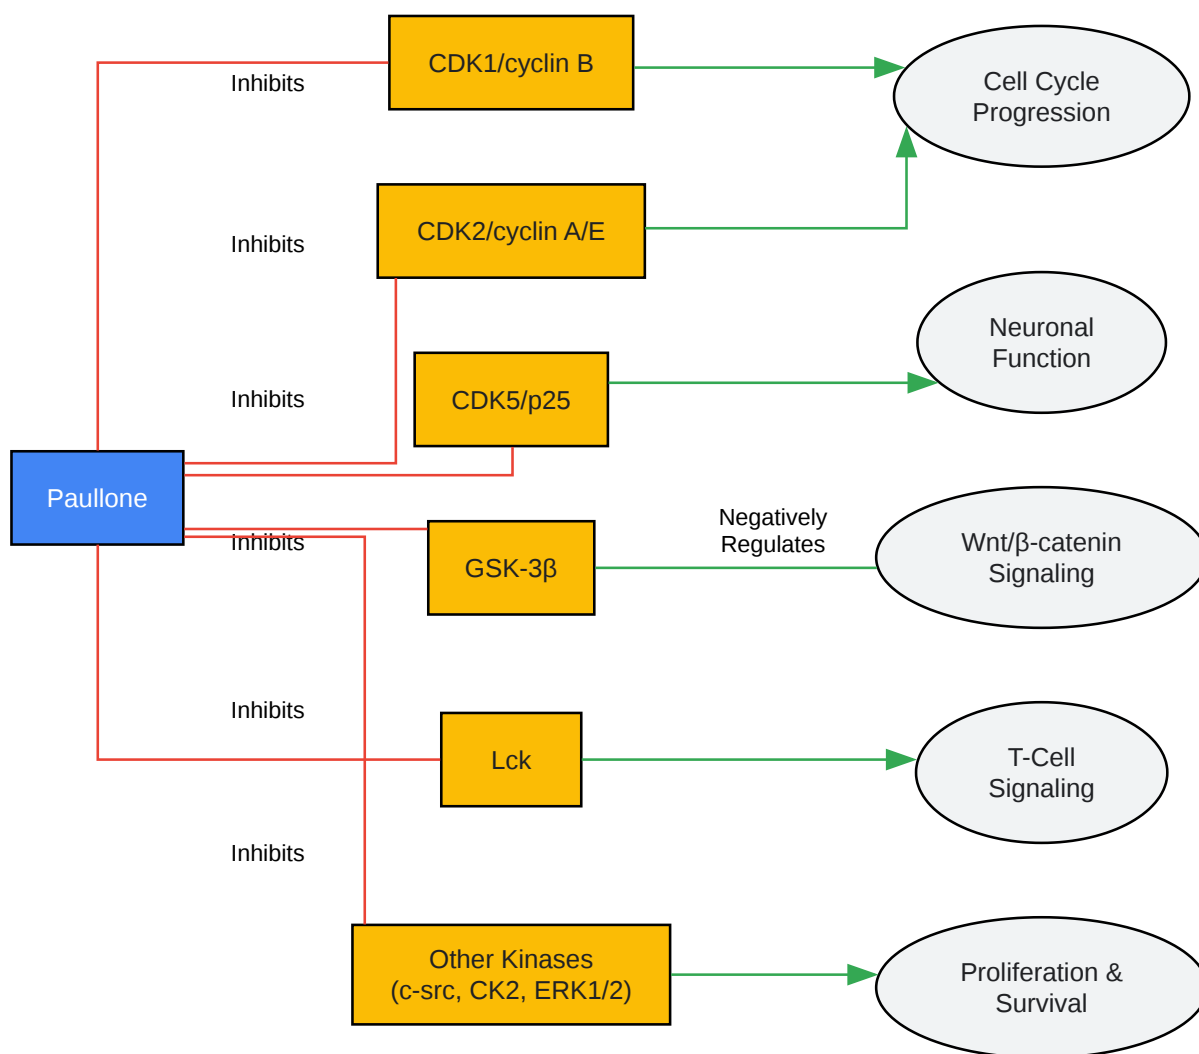 CDK1/cyclin B
Inhibits
Cell Cycle
Progression
CDK2/cyclin A/E
Inhibits
Neuronal
Function
CDK5/p25
Inhibits
Paullone
Inhibits
GSK-3β
Negatively
Regulates
Wnt/β-catenin
Signaling
Inhibits
Lck
T-Cell
Signaling
Inhibits
Other Kinases
(c-src, CK2, ERK1/2)
Proliferation &
Survival